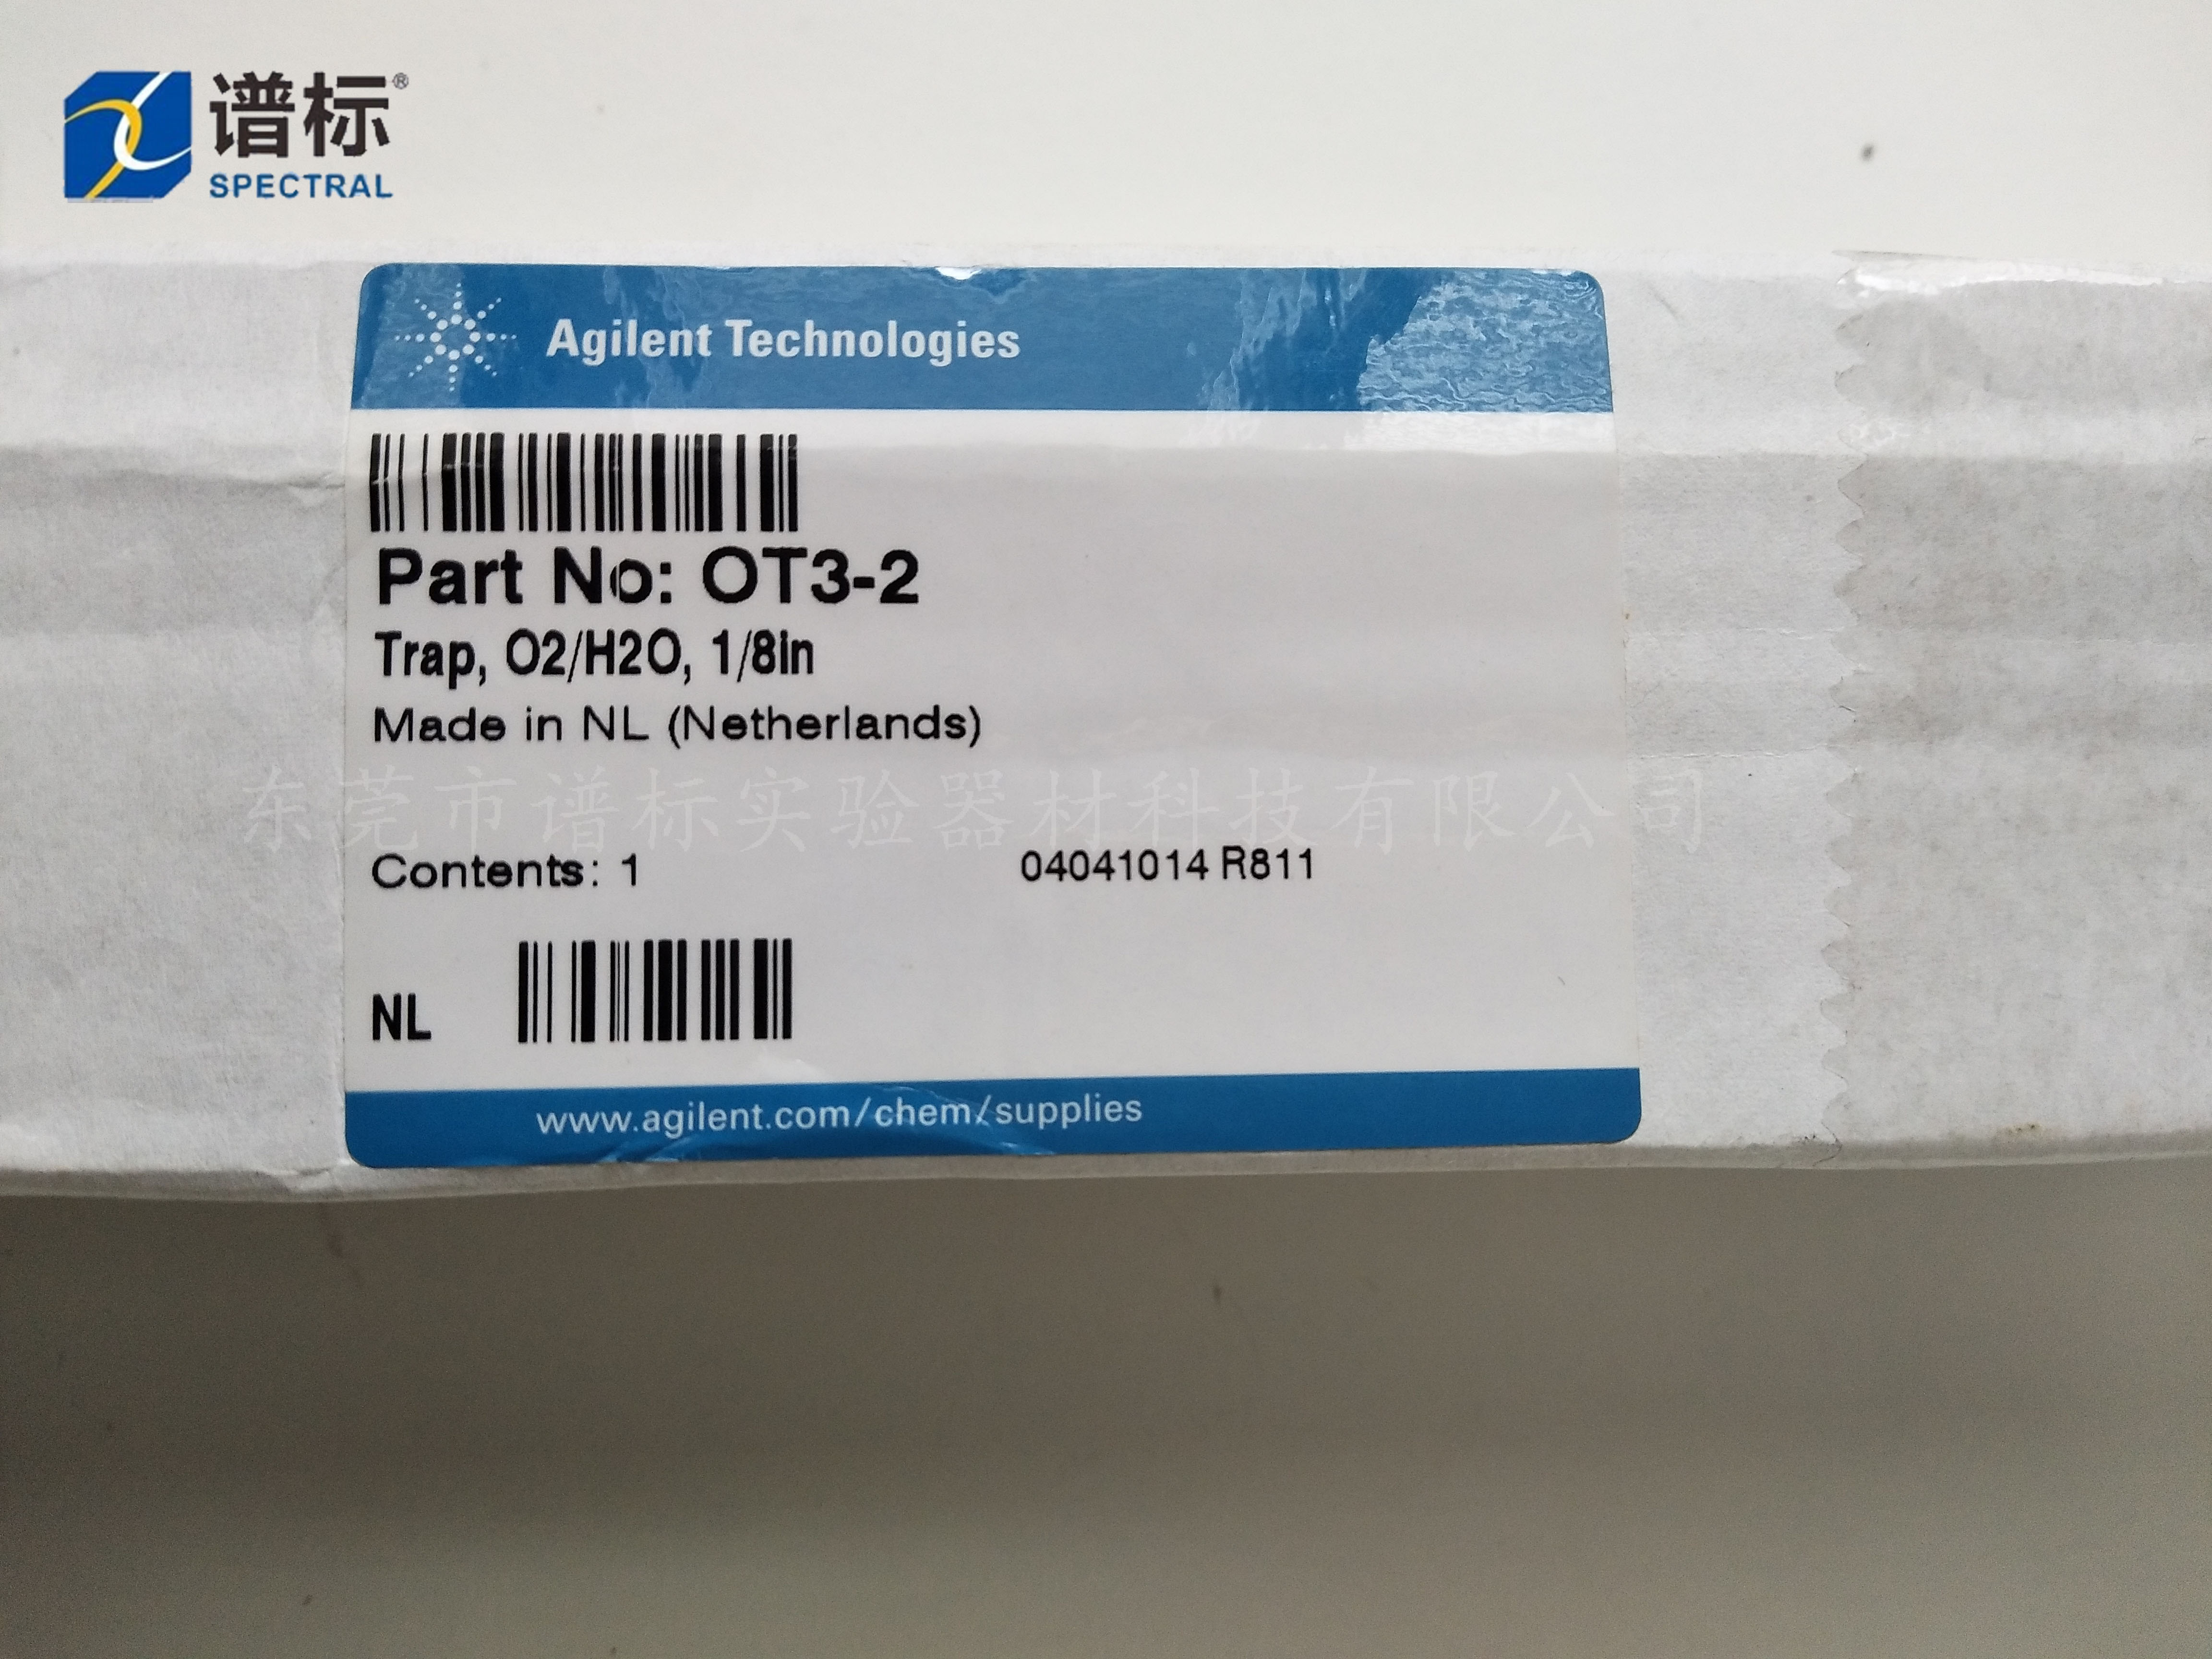 谱标®
SPECTRAL
Agilent Technologies
Part No: OT3-2
Trap, O2/H2O, 1/8in
Made in NL (Netherlands)
东莞市谱标实验器材科技有限公司
Contents: 1 04041014 R811
NL
www.agilent.com/chem/supplies